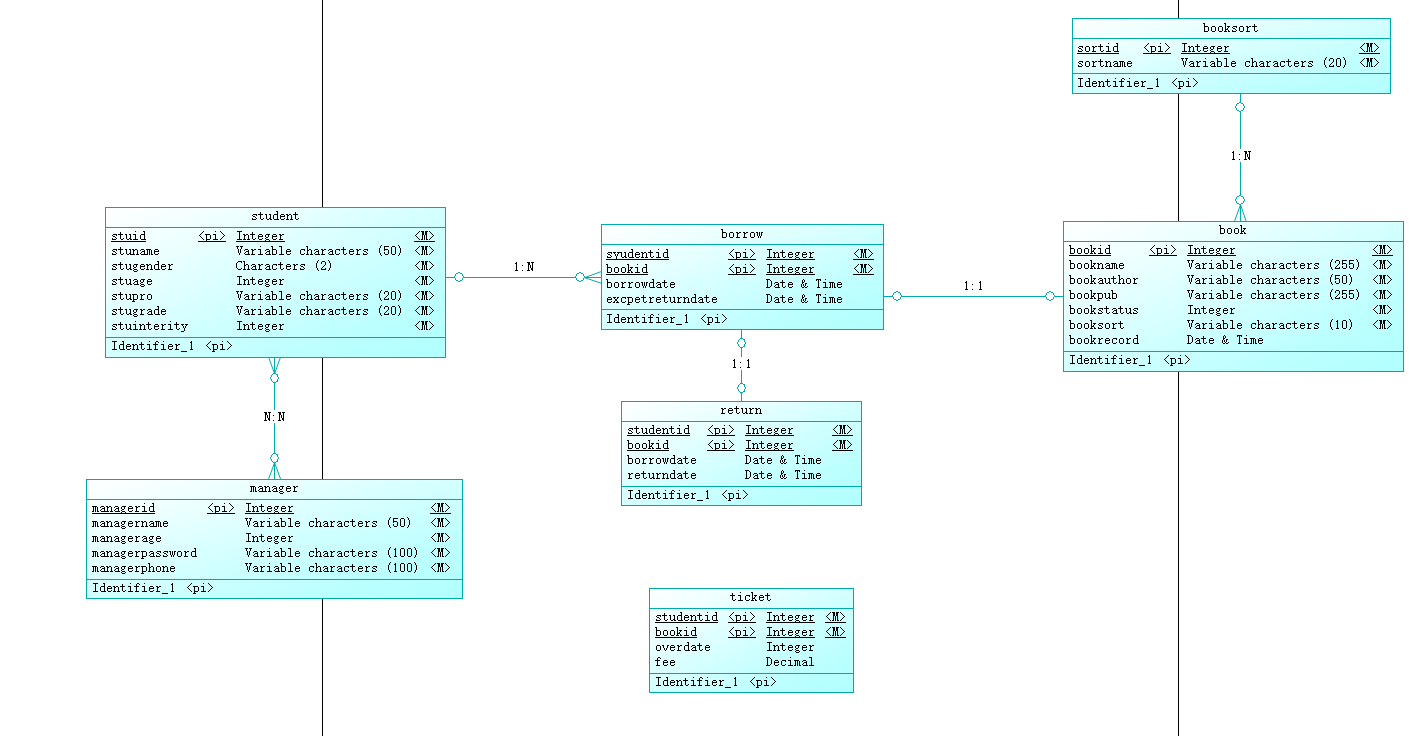 booksort
sortid <pi> Integer <M>
sortname Variable characters (20) <M>
Identifier_1 <pi>
1:N
student
stuid <pi> Integer <M>
stuname Variable characters (50) <M>
stugender Characters (2) <M>
stuage Integer <M>
stupro Variable characters (20) <M>
stugrade Variable characters (20) <M>
stuinterity Integer <M>
Identifier_1 <pi>
1:N
borrow
syudentid <pi> Integer <M>
bookid <pi> Integer <M>
borrowdate Date & Time
excpetreturndate Date & Time
Identifier_1 <pi>
1:1
book
bookid <pi> Integer <M>
bookname Variable characters (255) <M>
bookauthor Variable characters (50) <M>
bookpub Variable characters (255) <M>
bookstatus Integer <M>
booksort Variable characters (10) <M>
bookrecord Date & Time
Identifier_1 <pi>
1:1
N:N
return
studentid <pi> Integer <M>
bookid <pi> Integer <M>
borrowdate Date & Time
returndate Date & Time
Identifier_1 <pi>
manager
managerid <pi> Integer <M>
managername Variable characters (50) <M>
managerage Integer <M>
managerpassword Variable characters (100) <M>
managerphone Variable characters (100) <M>
Identifier_1 <pi>
ticket
studentid <pi> Integer <M>
bookid <pi> Integer <M>
overdate Integer
fee Decimal
Identifier_1 <pi>